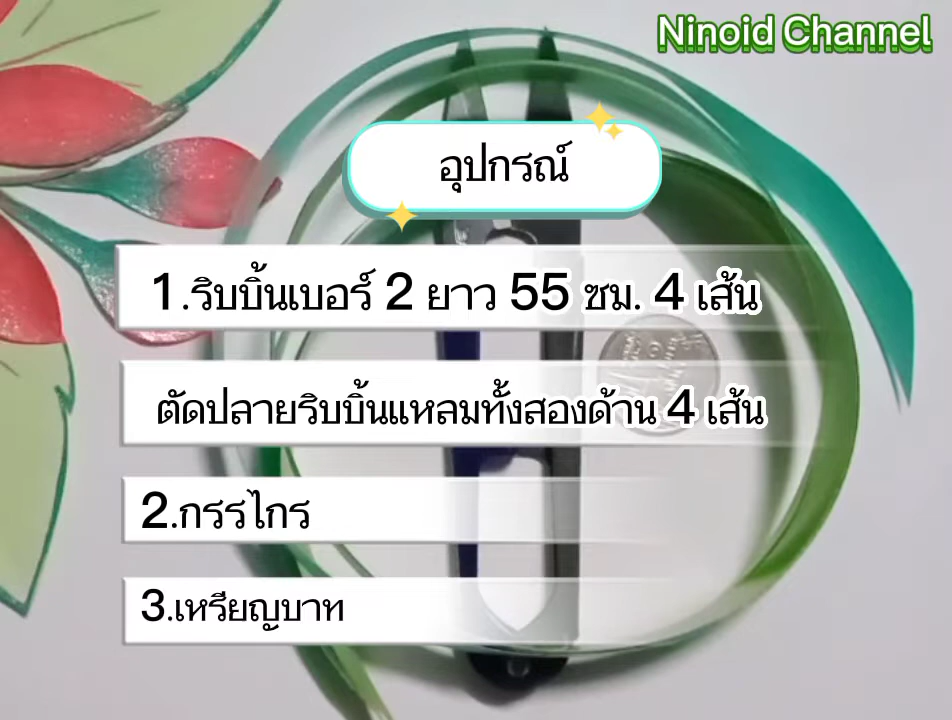 Ninoid Channel
อุปกรณ์
1.ริบบิ้นเบอร์ 2 ยาว 55 ซม. 4 เส้น
ตัดปลายริบบิ้นแหลมทั้งสองด้าน 4 เส้น
2.กรรไกร
3.เหรียญบาท